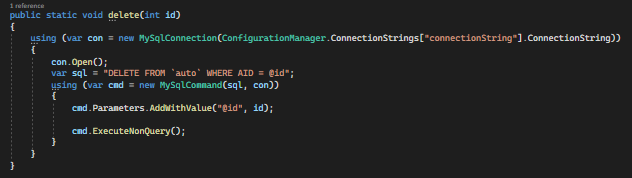 1 reference
public static void delete(int id)
{
using (var con = new MySqlConnection(ConfigurationManager.ConnectionStrings["connectionString"].ConnectionString))
{
con.Open();
var sql = "DELETE FROM `auto` WHERE AID = @id";
using (var cmd = new MySqlCommand(sql, con))
{
cmd.Parameters.AddWithValue("@id", id);
cmd.ExecuteNonQuery();
}
}
}